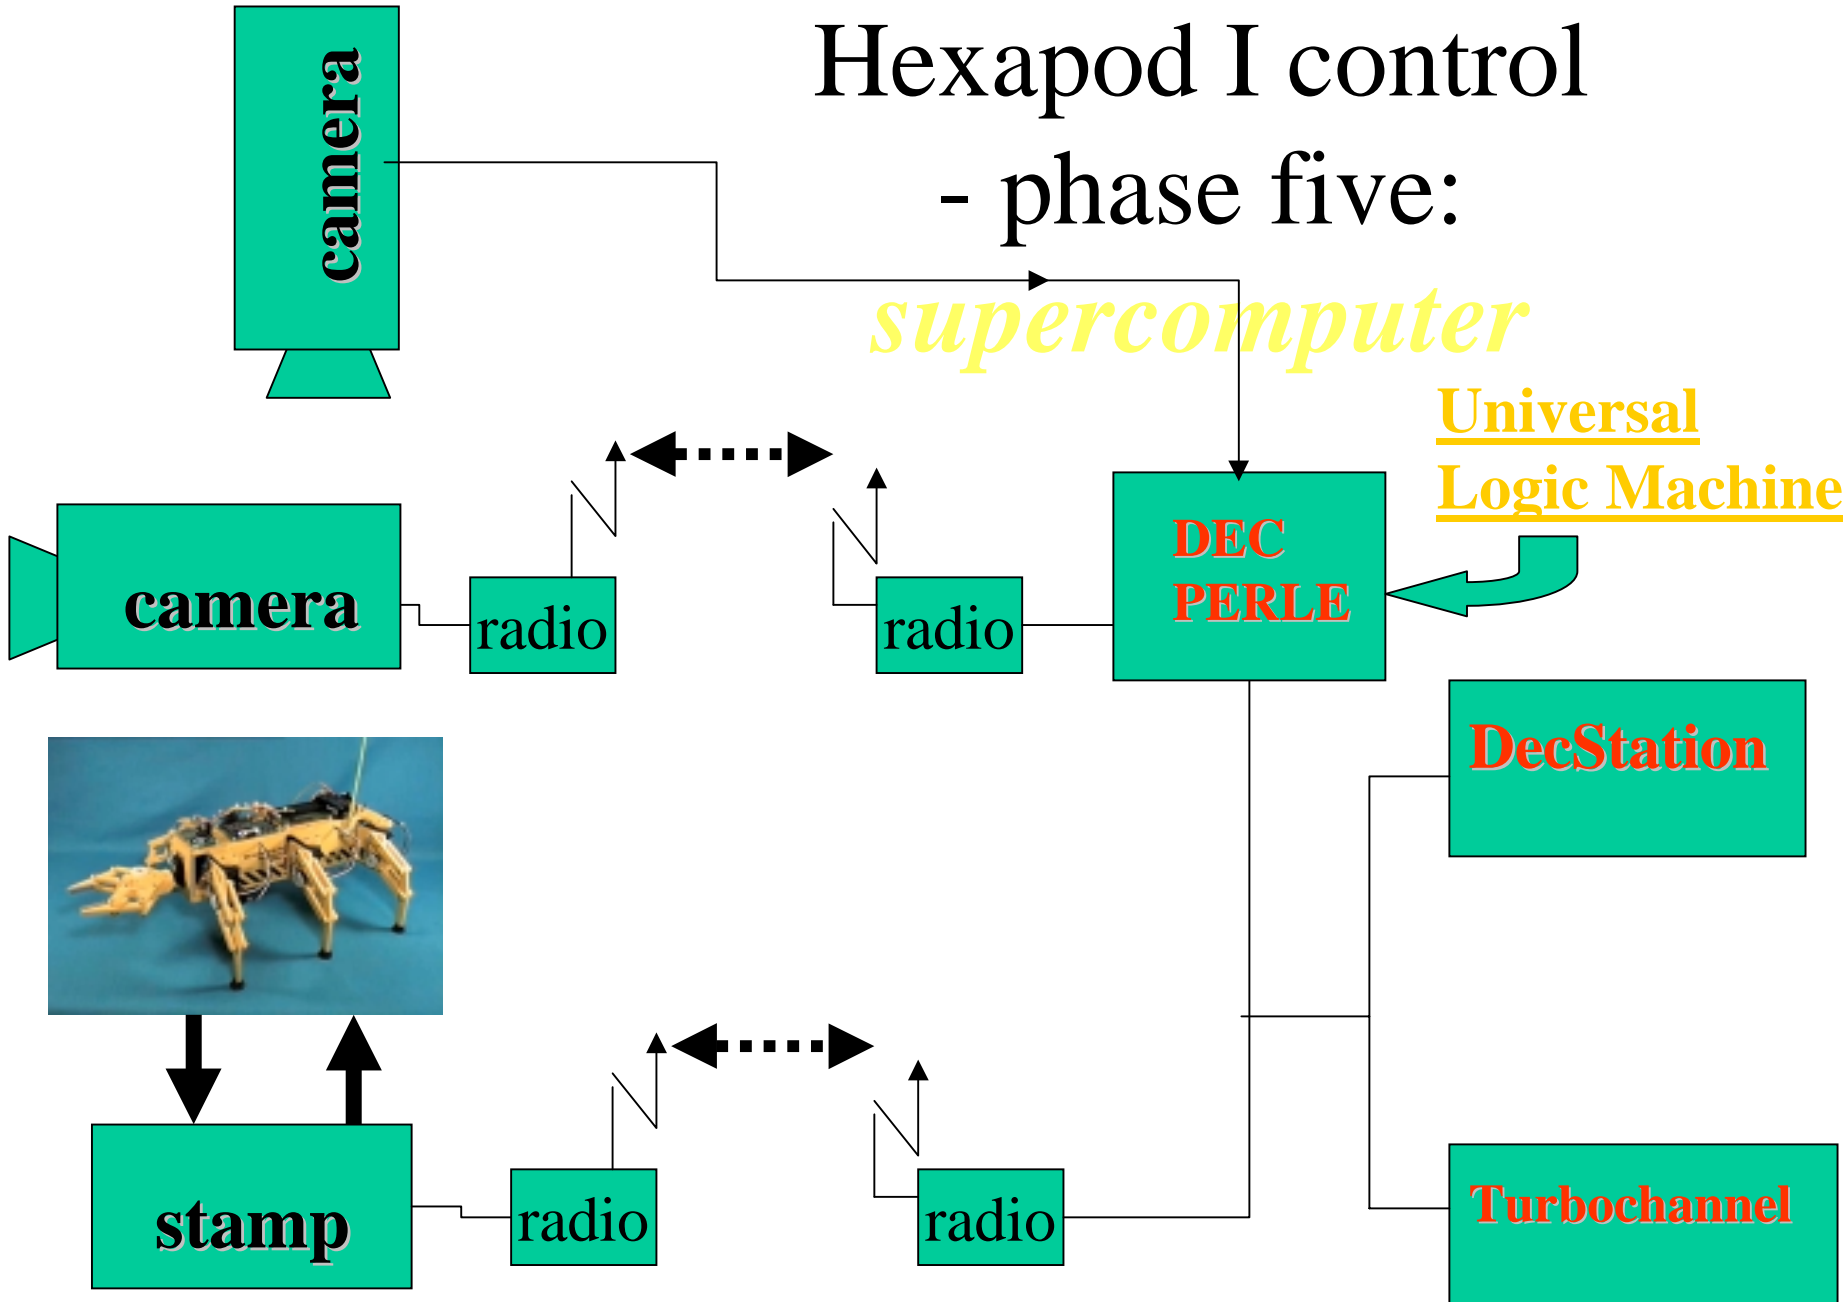 Hexapod I control
- phase five:
supercomputer
camera
Universal
Logic Machine
DEC
PERLE
camera
radio
radio
DecStation
stamp
radio
radio
Turbochannel